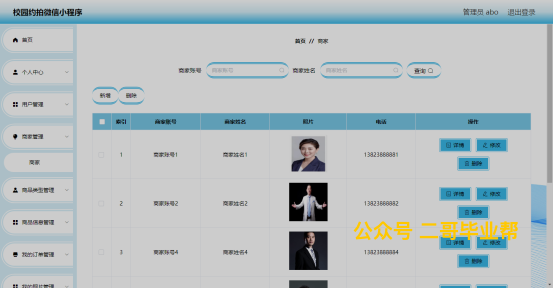 校园约拍微信小程序
管理员 abo 退出登录
首页
首页 // 商家
个人中心
商家账号 商家账号 商家姓名 商家姓名 查询
用户管理
新增 删除
商家管理
索引 商家账号 商家姓名 照片 电话 操作
商家
1 商家账号1 商家姓名1 13823888881 详情 修改
删除
商品类型管理
2 商家账号2 商家姓名2 13823888882 详情 修改
删除
商品信息管理
公众号 二哥毕业帮
我的订单管理
3 商家账号4 商家姓名4 13823888884 详情 修改
删除
我的照片管理